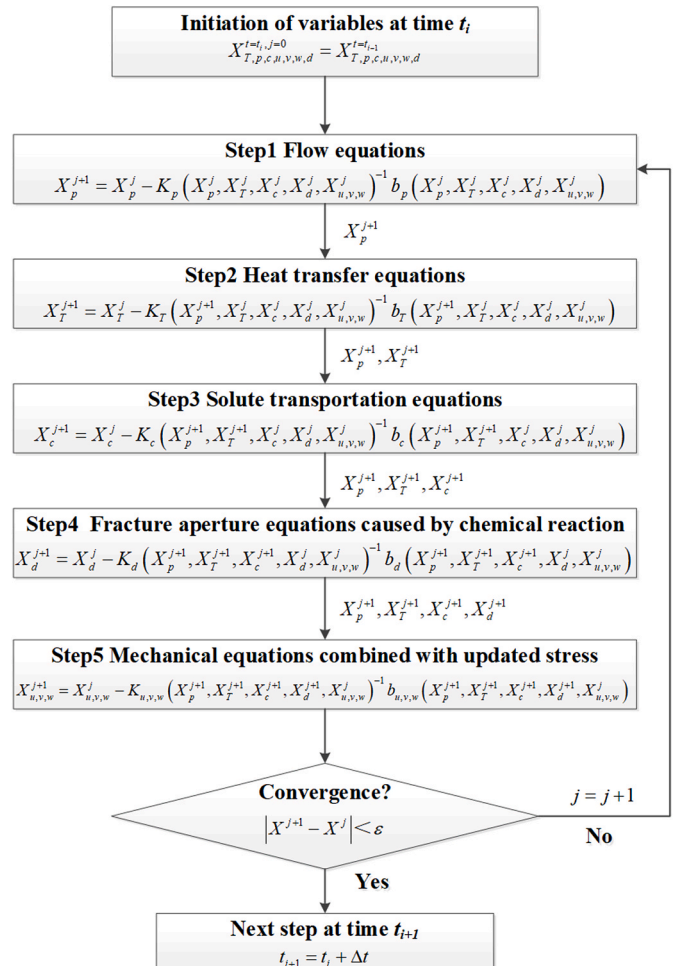 Initiation of variables at time t_i
X_{T,p,c,u,v,w,d}^{t=t_i,j=0} = X_{T,p,c,u,v,w,d}^{t=t_{i-1}}
Step1 Flow equations
X_p^{j+1} = X_p^j − K_p (X_p^j, X_T^j, X_c^j, X_d^j, X_{u,v,w}^j)^{−1} b_p (X_p^j, X_T^j, X_c^j, X_d^j, X_{u,v,w}^j)
X_p^{j+1}
Step2 Heat transfer equations
X_T^{j+1} = X_T^j − K_T (X_p^{j+1}, X_T^j, X_c^j, X_d^j, X_{u,v,w}^j)^{−1} b_T (X_p^{j+1}, X_T^j, X_c^j, X_d^j, X_{u,v,w}^j)
X_p^{j+1}, X_T^{j+1}
Step3 Solute transportation equations
X_c^{j+1} = X_c^j − K_c (X_p^{j+1}, X_T^{j+1}, X_c^j, X_d^j, X_{u,v,w}^j)^{−1} b_c (X_p^{j+1}, X_T^{j+1}, X_c^j, X_d^j, X_{u,v,w}^j)
X_p^{j+1}, X_T^{j+1}, X_c^{j+1}
Step4 Fracture aperture equations caused by chemical reaction
X_d^{j+1} = X_d^j − K_d (X_p^{j+1}, X_T^{j+1}, X_c^{j+1}, X_d^j, X_{u,v,w}^j)^{−1} b_d (X_p^{j+1}, X_T^{j+1}, X_c^{j+1}, X_d^j, X_{u,v,w}^j)
X_p^{j+1}, X_T^{j+1}, X_c^{j+1}, X_d^{j+1}
Step5 Mechanical equations combined with updated stress
X_{u,v,w}^{j+1} = X_{u,v,w}^j − K_{u,v,w} (X_p^{j+1}, X_T^{j+1}, X_c^{j+1}, X_d^{j+1}, X_{u,v,w}^j)^{−1} b_{u,v,w} (X_p^{j+1}, X_T^{j+1}, X_c^{j+1}, X_d^{j+1}, X_{u,v,w}^j)
Convergence?
|X^{j+1} − X^j| < ε
j = j+1
No
Yes
Next step at time t_{i+1}
t_{i+1} = t_i + Δt